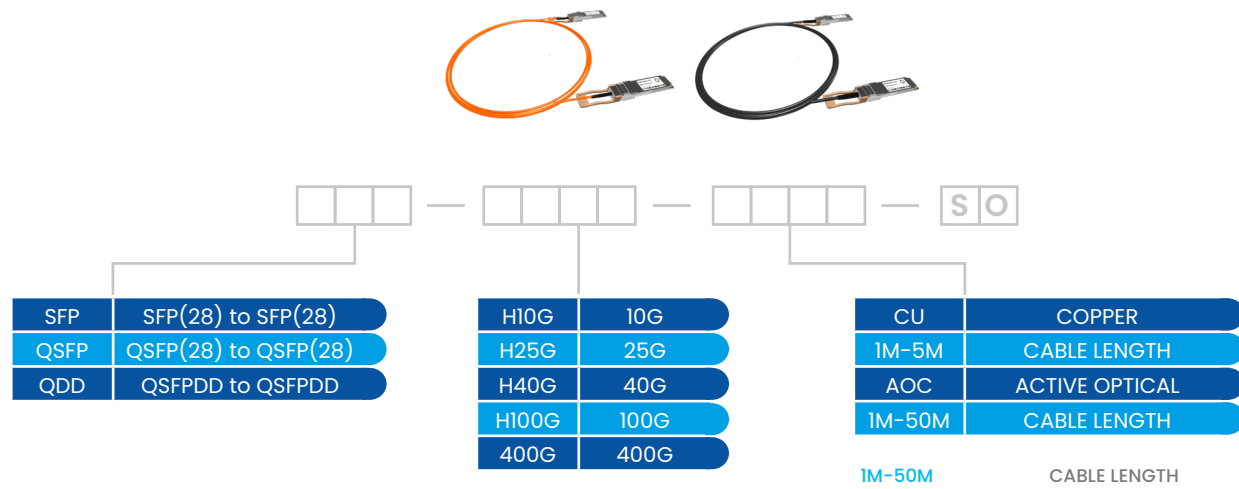 S O
SFP SFP(28) to SFP(28)
QSFP QSFP(28) to QSFP(28)
QDD QSFPDD to QSFPDD
H10G 10G
H25G 25G
H40G 40G
H100G 100G
400G 400G
CU COPPER
1M-5M CABLE LENGTH
AOC ACTIVE OPTICAL
1M-50M CABLE LENGTH
1M-50M CABLE LENGTH